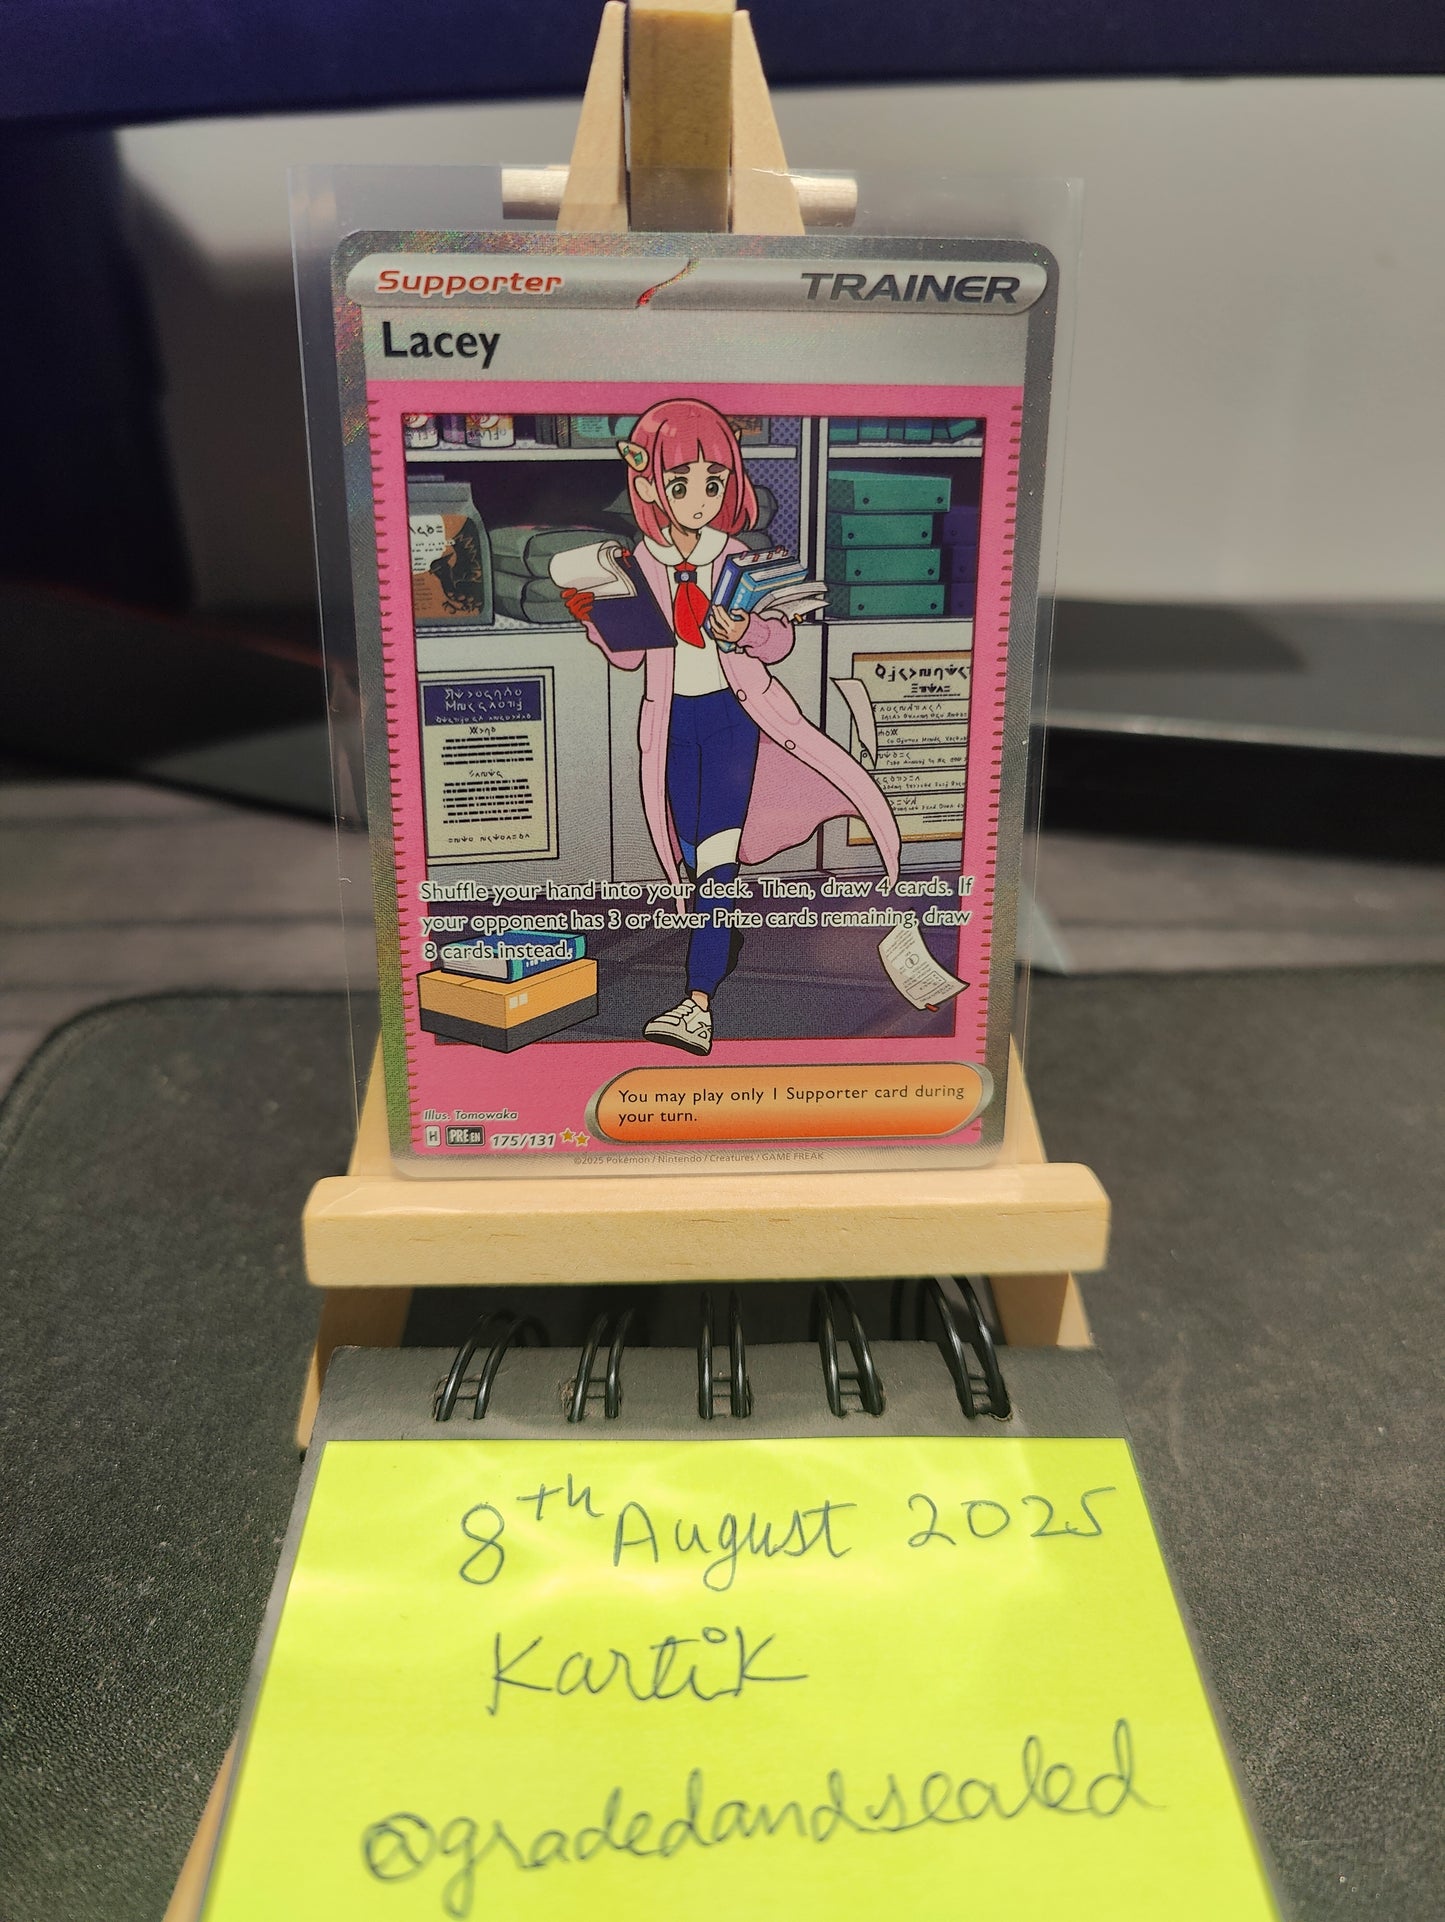 Supporter
TRAINER
Lacey
Shuffle your hand into your deck. Then, draw 4 cards. If
your opponent has 3 or fewer Prize cards remaining, draw
8 cards instead.
You may play only 1 Supporter card during
your turn.
Illus. Tomowaka
H PRE EN 175/131
©2025 Pokémon / Nintendo / Creatures / GAME FREAK
8th August 2025
Kartik
@gradedandsealed